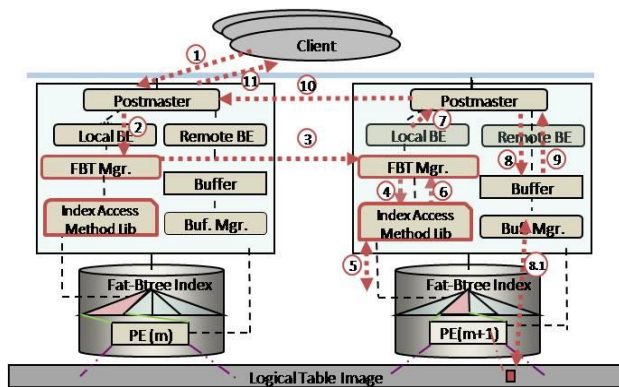 Client
1
11
10
Postmaster
Postmaster
2
7
Local BE
Remote BE
Local BE
Remote BE
3
8
9
FBT Mgr.
FBT Mgr.
Buffer
Buffer
4
6
Index Access
Method Lib
Buf. Mgr.
Index Access
Method Lib
Buf. Mgr.
5
8.1
Fat-Btree Index
Fat-Btree Index
PE (m)
PE(m+1)
Logical Table Image